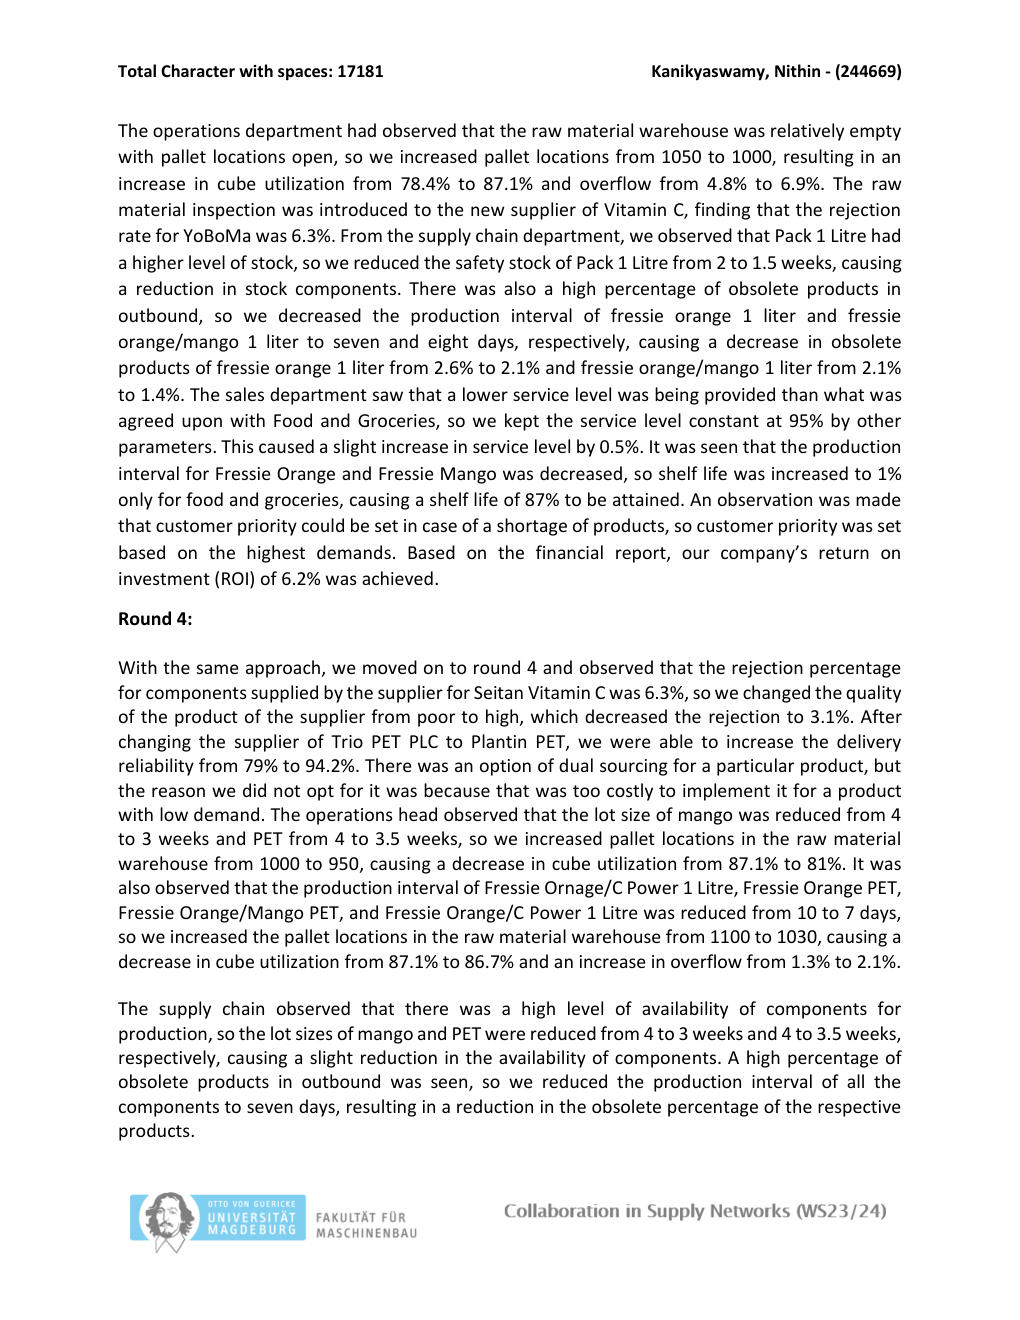 Total Character with spaces: 17181 Kanikyaswamy, Nithin - (244669)
The operations department had observed that the raw material warehouse was relatively empty
with pallet locations open, so we increased pallet locations from 1050 to 1000, resulting in an
increase in cube utilization from 78.4% to 87.1% and overflow from 4.8% to 6.9%. The raw
material inspection was introduced to the new supplier of Vitamin C, finding that the rejection
rate for YoBoMa was 6.3%. From the supply chain department, we observed that Pack 1 Litre had
a higher level of stock, so we reduced the safety stock of Pack 1 Litre from 2 to 1.5 weeks, causing
a reduction in stock components. There was also a high percentage of obsolete products in
outbound, so we decreased the production interval of fressie orange 1 liter and fressie
orange/mango 1 liter to seven and eight days, respectively, causing a decrease in obsolete
products of fressie orange 1 liter from 2.6% to 2.1% and fressie orange/mango 1 liter from 2.1%
to 1.4%. The sales department saw that a lower service level was being provided than what was
agreed upon with Food and Groceries, so we kept the service level constant at 95% by other
parameters. This caused a slight increase in service level by 0.5%. It was seen that the production
interval for Fressie Orange and Fressie Mango was decreased, so shelf life was increased to 1%
only for food and groceries, causing a shelf life of 87% to be attained. An observation was made
that customer priority could be set in case of a shortage of products, so customer priority was set
based on the highest demands. Based on the financial report, our company’s return on
investment (ROI) of 6.2% was achieved.
Round 4:
With the same approach, we moved on to round 4 and observed that the rejection percentage
for components supplied by the supplier for Seitan Vitamin C was 6.3%, so we changed the quality
of the product of the supplier from poor to high, which decreased the rejection to 3.1%. After
changing the supplier of Trio PET PLC to Plantin PET, we were able to increase the delivery
reliability from 79% to 94.2%. There was an option of dual sourcing for a particular product, but
the reason we did not opt for it was because that was too costly to implement it for a product
with low demand. The operations head observed that the lot size of mango was reduced from 4
to 3 weeks and PET from 4 to 3.5 weeks, so we increased pallet locations in the raw material
warehouse from 1000 to 950, causing a decrease in cube utilization from 87.1% to 81%. It was
also observed that the production interval of Fressie Ornage/C Power 1 Litre, Fressie Orange PET,
Fressie Orange/Mango PET, and Fressie Orange/C Power 1 Litre was reduced from 10 to 7 days,
so we increased the pallet locations in the raw material warehouse from 1100 to 1030, causing a
decrease in cube utilization from 87.1% to 86.7% and an increase in overflow from 1.3% to 2.1%.
The supply chain observed that there was a high level of availability of components for
production, so the lot sizes of mango and PET were reduced from 4 to 3 weeks and 4 to 3.5 weeks,
respectively, causing a slight reduction in the availability of components. A high percentage of
obsolete products in outbound was seen, so we reduced the production interval of all the
components to seven days, resulting in a reduction in the obsolete percentage of the respective
products.
OTTO VON GUERICKE
UNIVERSITÄT
MAGDEBURG
FAKULTÄT FÜR
MASCHINENBAU
Collaboration in Supply Networks (WS23/24)